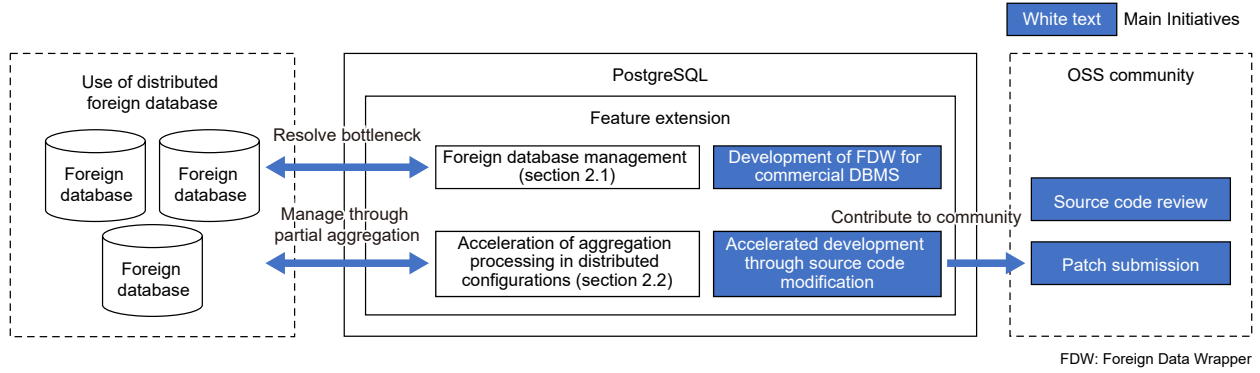 White text
Main Initiatives
Use of distributed
foreign database
Foreign
database
Foreign
database
Foreign
database
Resolve bottleneck
Manage through
partial aggregation
PostgreSQL
Feature extension
Foreign database management
(section 2.1)
Development of FDW for
commercial DBMS
Acceleration of aggregation
processing in distributed
configurations (section 2.2)
Accelerated development
through source code
modification
Contribute to community
OSS community
Source code review
Patch submission
FDW: Foreign Data Wrapper